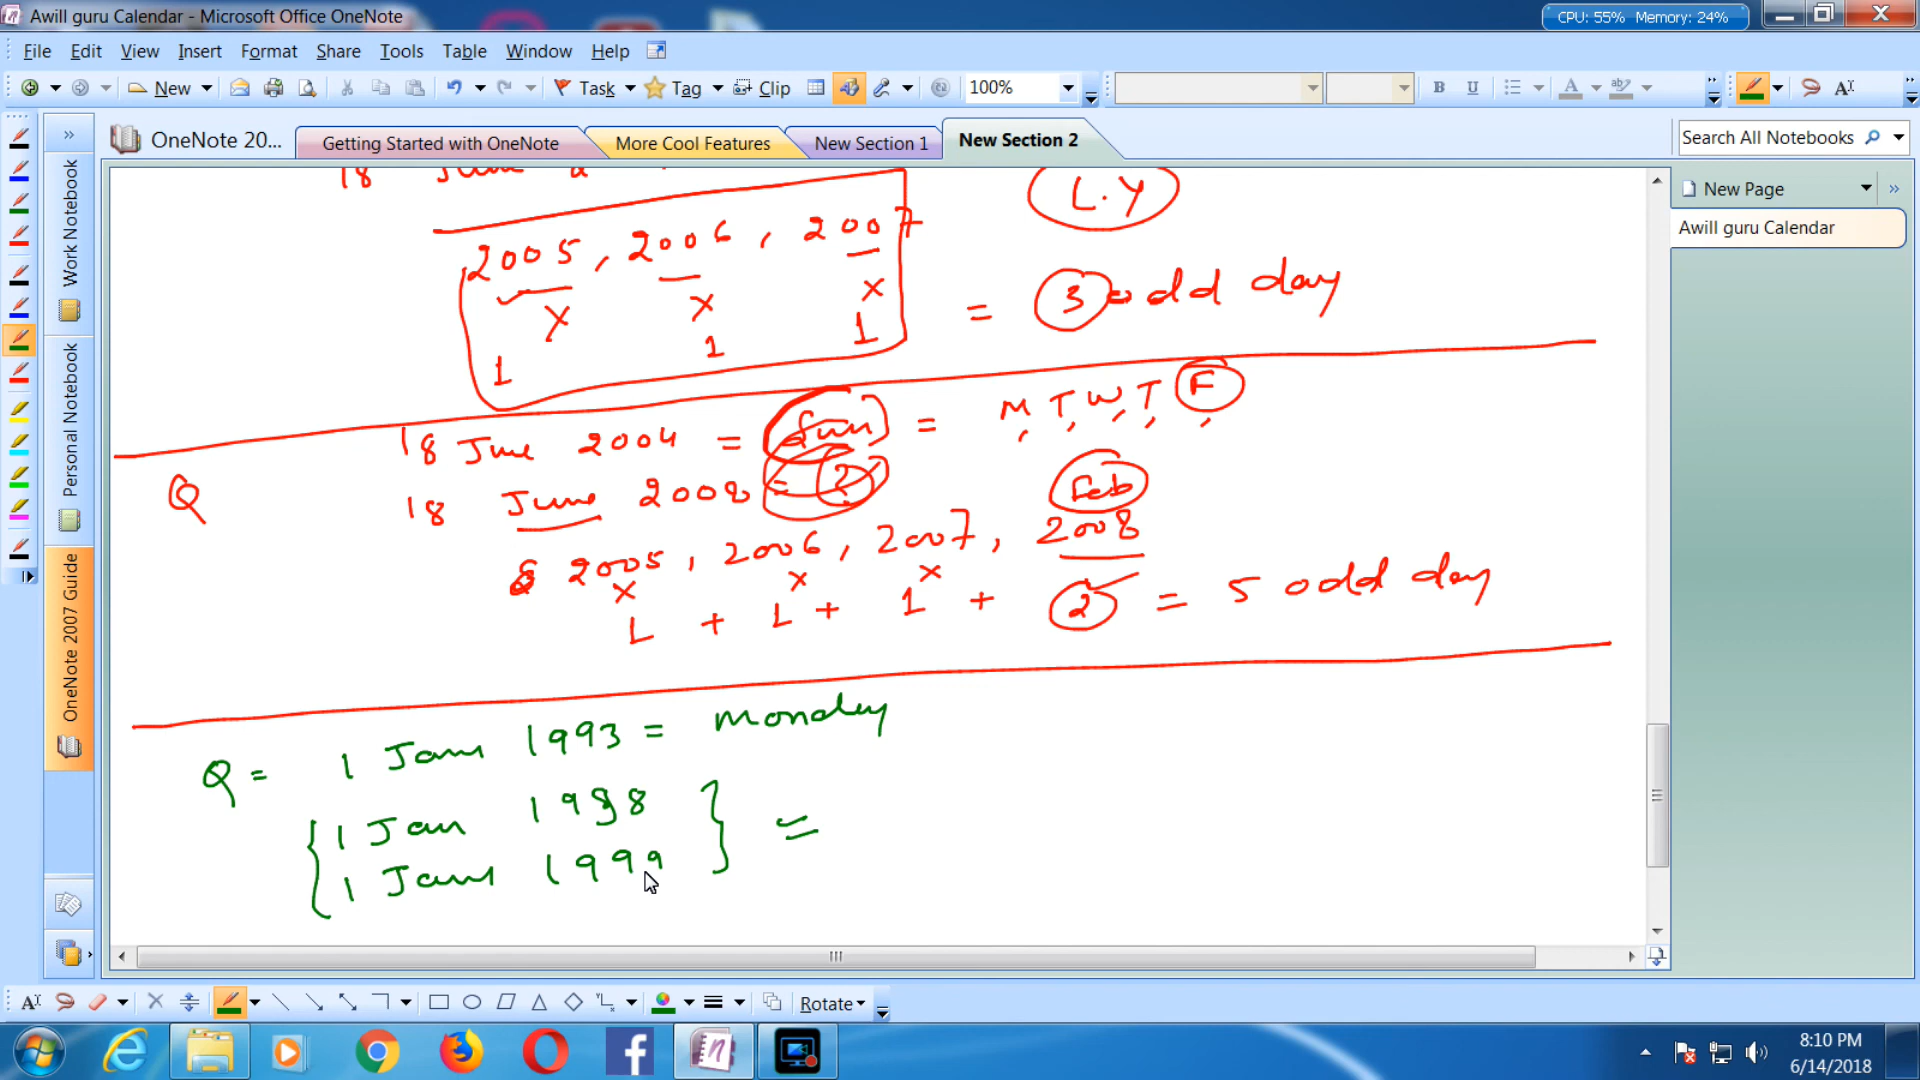 Awill guru Calendar - Microsoft Office OneNote
CPU: 55% Memory: 24%
File Edit View Insert Format Share Tools Table Window Help
New Task Tag Clip 100% B U A ab
OneNote 20... Getting Started with OneNote More Cool Features New Section 1 New Section 2
Search All Notebooks
New Page
Awill guru Calendar
Work Notebook
Personal Notebook
OneNote 2007 Guide
18 June 2
L.Y
2005, 2006, 2007
x x x
1 1 1
= 3 odd day
18 June 2004 = Sun = M T W T F
Q
18 June 2008 = ?
Feb
2005, 2006, 2007, 2008
x x x
1 + 1 + 1 + 2 = 5 odd day
Q = 1 Jan 1993 = Monday
1 Jan 1998
1 Jan 1999
=
Rotate
8:10 PM
6/14/2018